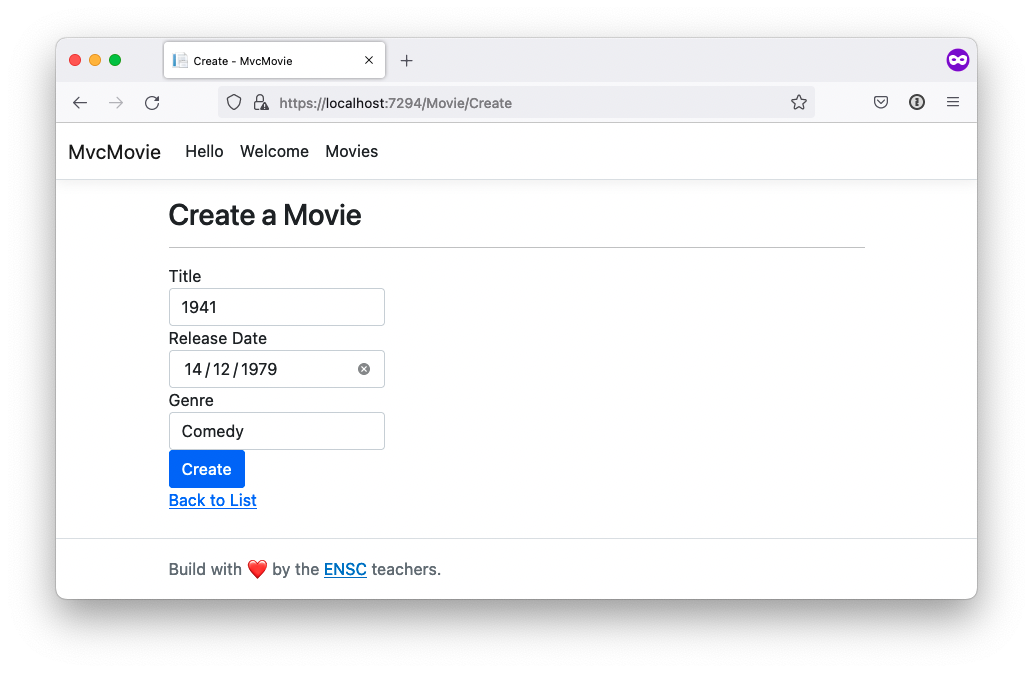 Create - MvcMovie
https://localhost:7294/Movie/Create
MvcMovie Hello Welcome Movies
Create a Movie
Title
1941
Release Date
14/12/1979
Genre
Comedy
Create
Back to List
Build with ❤️ by the ENSC teachers.